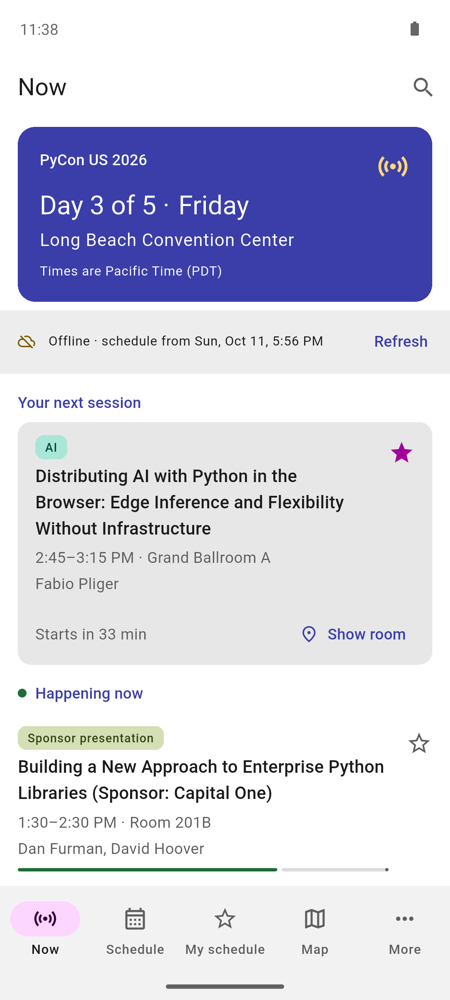 11:38
Now
PyCon US 2026
Day 3 of 5 · Friday
Long Beach Convention Center
Times are Pacific Time (PDT)
Offline · schedule from Sun, Oct 11, 5:56 PM
Refresh
Your next session
AI
Distributing AI with Python in the
Browser: Edge Inference and Flexibility
Without Infrastructure
2:45–3:15 PM · Grand Ballroom A
Fabio Pliger
Starts in 33 min
Show room
Happening now
Sponsor presentation
Building a New Approach to Enterprise Python
Libraries (Sponsor: Capital One)
1:30–2:30 PM · Room 201B
Dan Furman, David Hoover
Now
Schedule
My schedule
Map
More